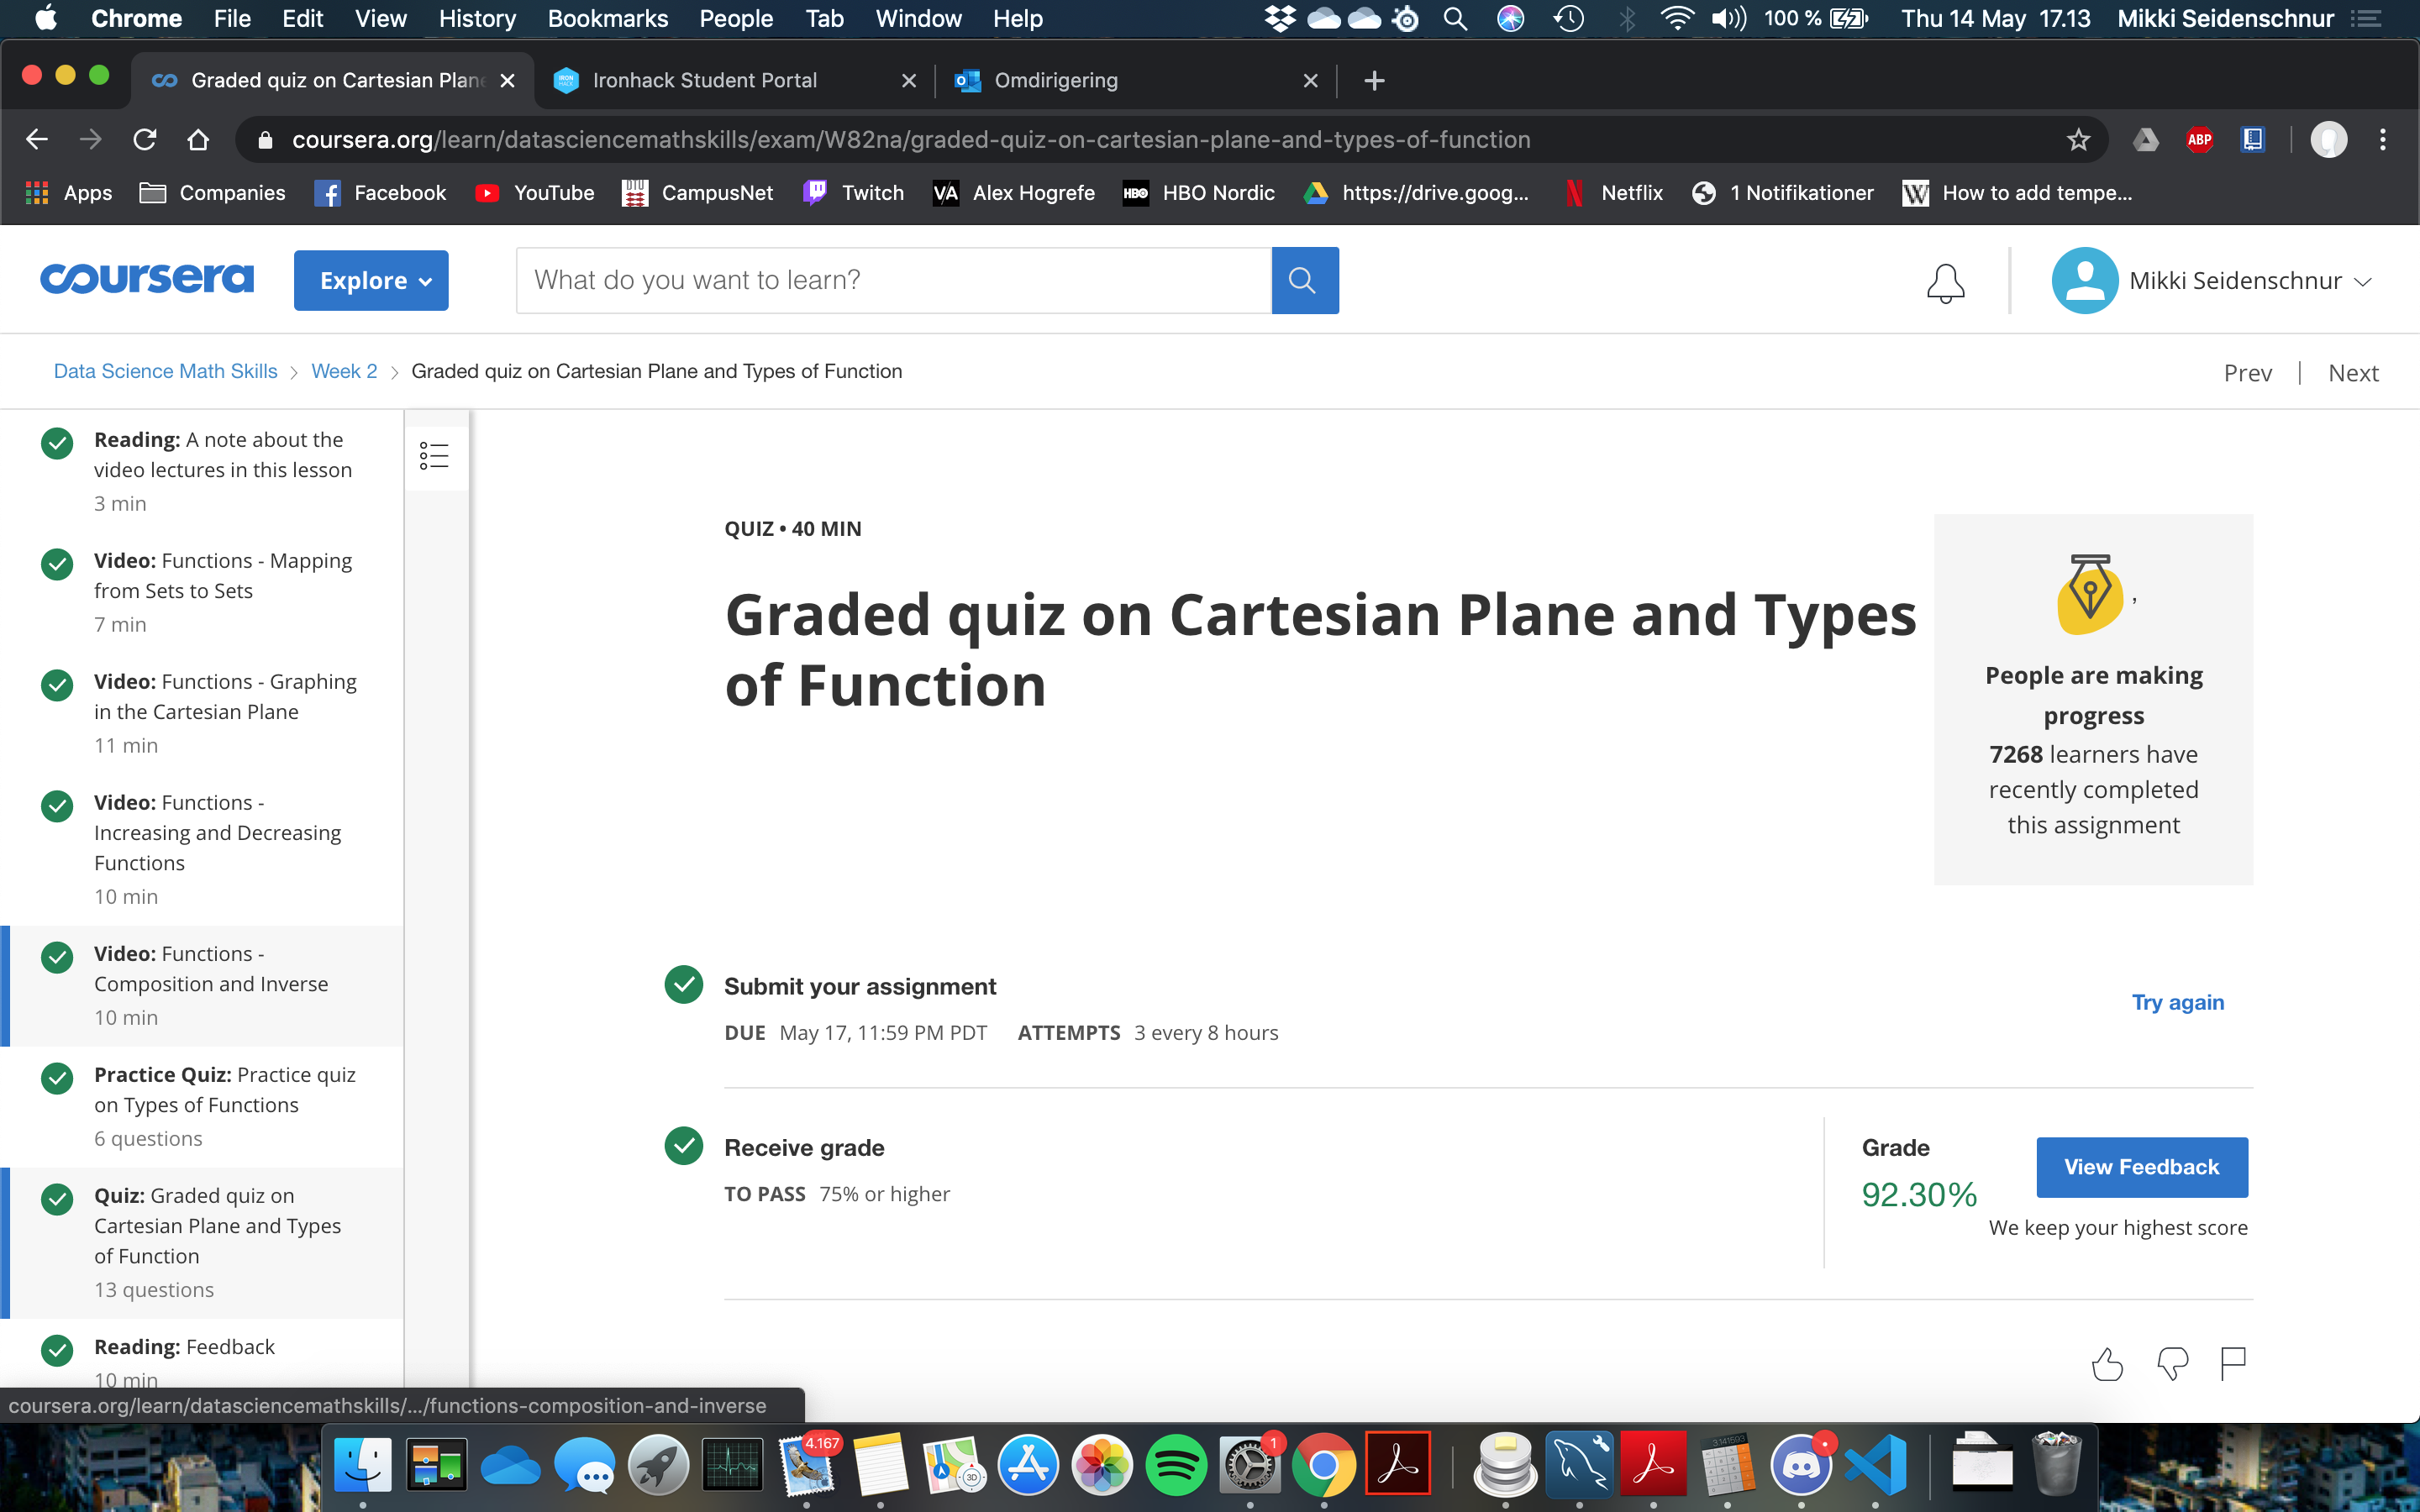 Chrome File Edit View History Bookmarks People Tab Window Help 100 % Thu 14 May 17.13 Mikki Seidenschnur
Graded quiz on Cartesian Plane Ironhack Student Portal Omdirigering
coursera.org/learn/datasciencemathskills/exam/W82na/graded-quiz-on-cartesian-plane-and-types-of-function ABP
Apps Companies Facebook YouTube CampusNet Twitch VA Alex Hogrefe HBO HBO Nordic https://drive.goog... Netflix 1 Notifikationer W How to add tempe...
coursera Explore What do you want to learn? Mikki Seidenschnur
Data Science Math Skills > Week 2 > Graded quiz on Cartesian Plane and Types of Function Prev | Next
Reading: A note about the
video lectures in this lesson
3 min
Video: Functions - Mapping
from Sets to Sets
7 min
Video: Functions - Graphing
in the Cartesian Plane
11 min
Video: Functions -
Increasing and Decreasing
Functions
10 min
Video: Functions -
Composition and Inverse
10 min
Practice Quiz: Practice quiz
on Types of Functions
6 questions
Quiz: Graded quiz on
Cartesian Plane and Types
of Function
13 questions
Reading: Feedback
10 min
QUIZ • 40 MIN
Graded quiz on Cartesian Plane and Types
of Function
,
People are making
progress
7268 learners have
recently completed
this assignment
Submit your assignment
DUE May 17, 11:59 PM PDT ATTEMPTS 3 every 8 hours
Try again
Receive grade
TO PASS 75% or higher
Grade
92.30%
View Feedback
We keep your highest score
coursera.org/learn/datasciencemathskills/.../functions-composition-and-inverse
4.167 3D 1 3.141593